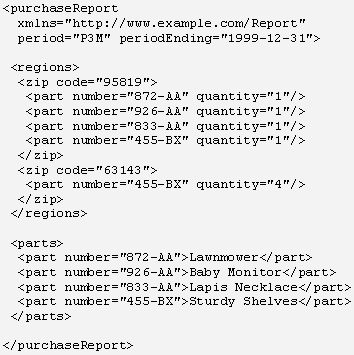 <purchaseReport
  xmlns="http://www.example.com/Report"
  period="P3M" periodEnding="1999-12-31">

 <regions>
  <zip code="95819">
   <part number="872-AA" quantity="1"/>
   <part number="926-AA" quantity="1"/>
   <part number="833-AA" quantity="1"/>
   <part number="455-BX" quantity="1"/>
  </zip>
  <zip code="63143">
   <part number="455-BX" quantity="4"/>
  </zip>
 </regions>

 <parts>
  <part number="872-AA">Lawnmower</part>
  <part number="926-AA">Baby Monitor</part>
  <part number="833-AA">Lapis Necklace</part>
  <part number="455-BX">Sturdy Shelves</part>
 </parts>

</purchaseReport>